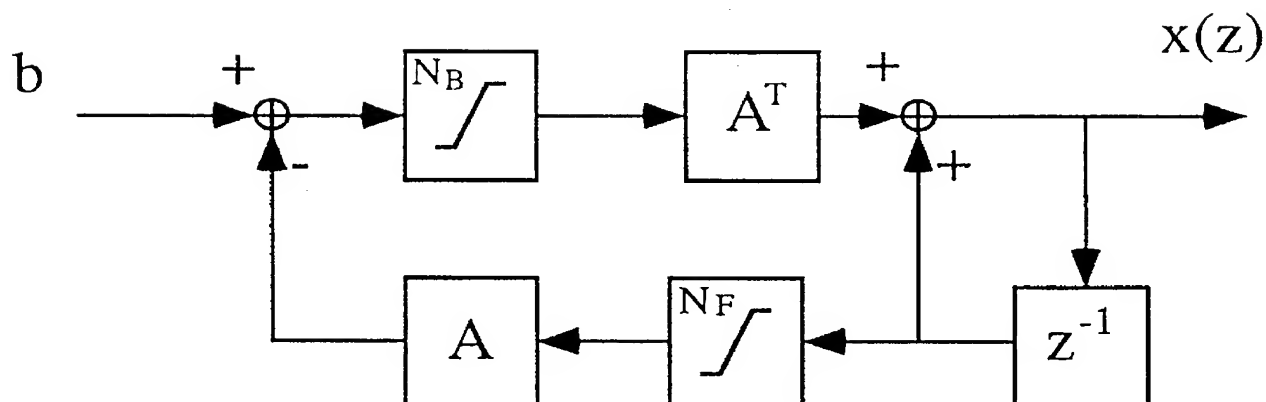 x(z)
b
+
N_B
A^T
+
-
+
A
N_F
z^-1